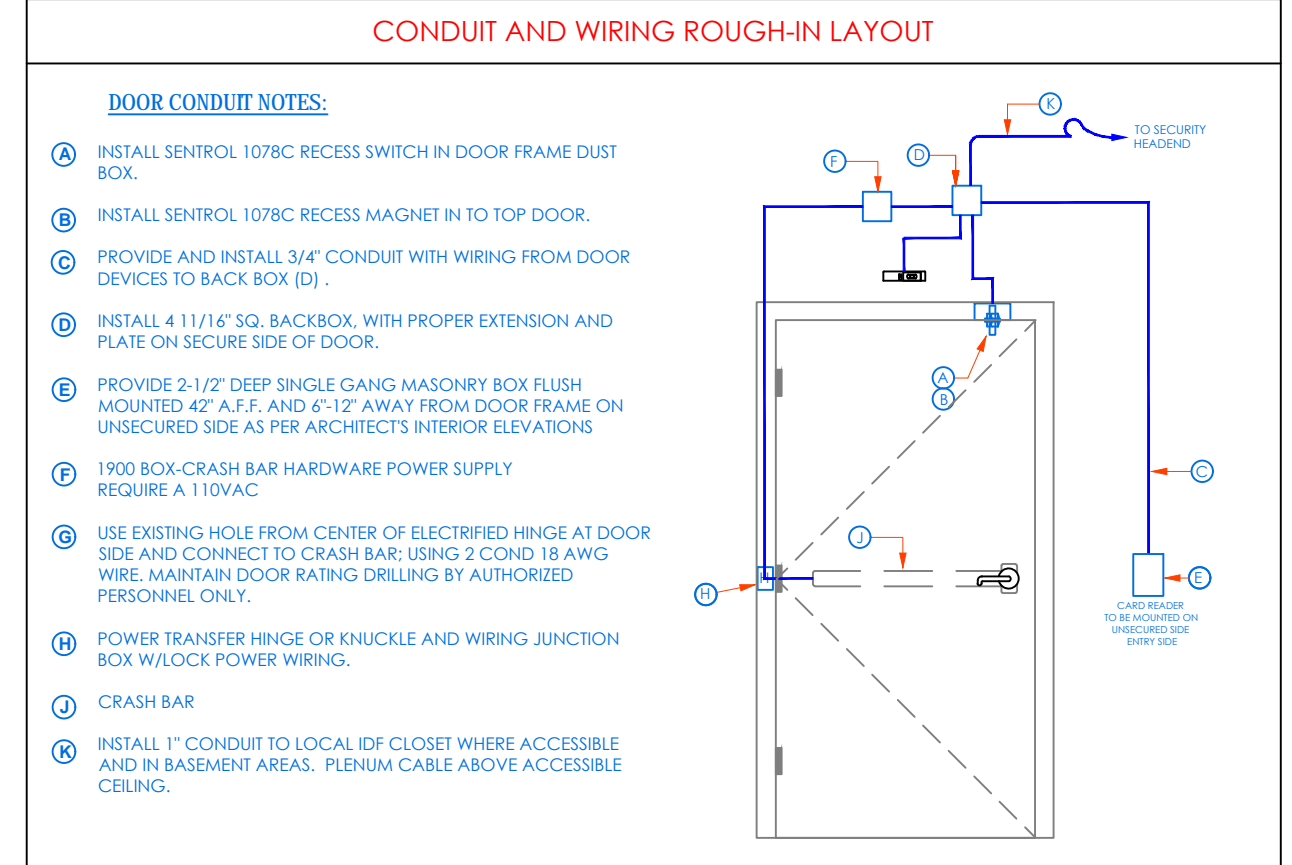 CONDUIT AND WIRING ROUGH-IN LAYOUT
DOOR CONDUIT NOTES:
A INSTALL SENTROL 1078C RECESS SWITCH IN DOOR FRAME DUST
BOX.
B INSTALL SENTROL 1078C RECESS MAGNET IN TO TOP DOOR.
C PROVIDE AND INSTALL 3/4" CONDUIT WITH WIRING FROM DOOR
DEVICES TO BACK BOX (D) .
D INSTALL 4 11/16" SQ. BACKBOX, WITH PROPER EXTENSION AND
PLATE ON SECURE SIDE OF DOOR.
E PROVIDE 2-1/2" DEEP SINGLE GANG MASONRY BOX FLUSH
MOUNTED 42" A.F.F. AND 6"-12" AWAY FROM DOOR FRAME ON
UNSECURED SIDE AS PER ARCHITECT'S INTERIOR ELEVATIONS
F 1900 BOX-CRASH BAR HARDWARE POWER SUPPLY
REQUIRE A 110VAC
G USE EXISTING HOLE FROM CENTER OF ELECTRIFIED HINGE AT DOOR
SIDE AND CONNECT TO CRASH BAR; USING 2 COND 18 AWG
WIRE. MAINTAIN DOOR RATING DRILLING BY AUTHORIZED
PERSONNEL ONLY.
H POWER TRANSFER HINGE OR KNUCKLE AND WIRING JUNCTION
BOX W/LOCK POWER WIRING.
J CRASH BAR
K INSTALL 1" CONDUIT TO LOCAL IDF CLOSET WHERE ACCESSIBLE
AND IN BASEMENT AREAS. PLENUM CABLE ABOVE ACCESSIBLE
CEILING.
K
TO SECURITY
HEADEND
F
D
A
B
C
J
H
H
E
CARD READER
TO BE MOUNTED ON
UNSECURED SIDE
ENTRY SIDE